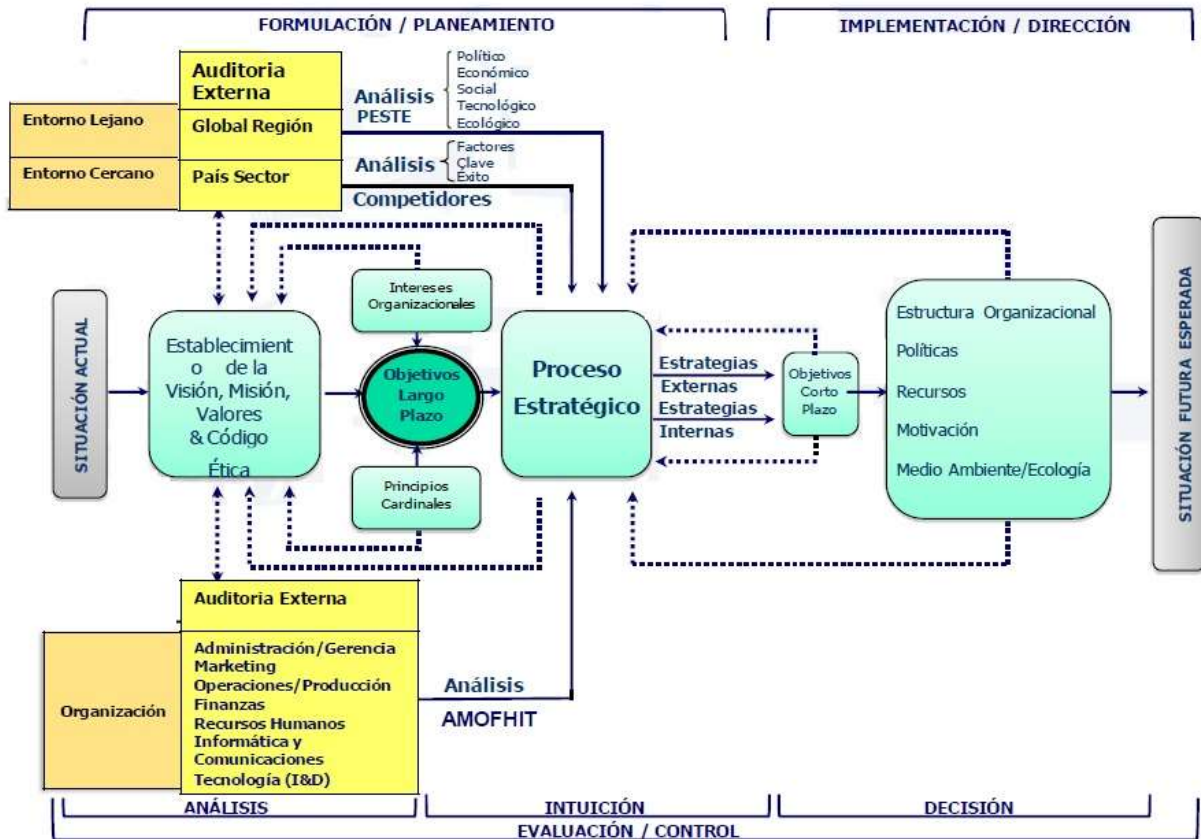 FORMULACIÓN / PLANEAMIENTO
IMPLEMENTACIÓN / DIRECCIÓN
Auditoria
Externa
Entorno Lejano
Global Región
Entorno Cercano
País Sector
Análisis
PESTE
Político
Económico
Social
Tecnológico
Ecológico
Análisis
Competidores
Factores
Çlave
Éxito
SITUACIÓN ACTUAL
Establecimient
o de la
Visión, Misión,
Valores
& Código
Ética
Intereses
Organizacionales
Objetivos
Largo
Plazo
Principios
Cardinales
Proceso
Estratégico
Estrategias
Externas
Estrategias
Internas
Objetivos
Corto
Plazo
Estructura Organizacional
Políticas
Recursos
Motivación
Medio Ambiente/Ecología
SITUACIÓN FUTURA ESPERADA
Auditoria Externa
Organización
Administración/Gerencia
Marketing
Operaciones/Producción
Finanzas
Recursos Humanos
Informática y
Comunicaciones
Tecnología (I&D)
Análisis
AMOFHIT
ANÁLISIS
INTUICIÓN
DECISIÓN
EVALUACIÓN / CONTROL